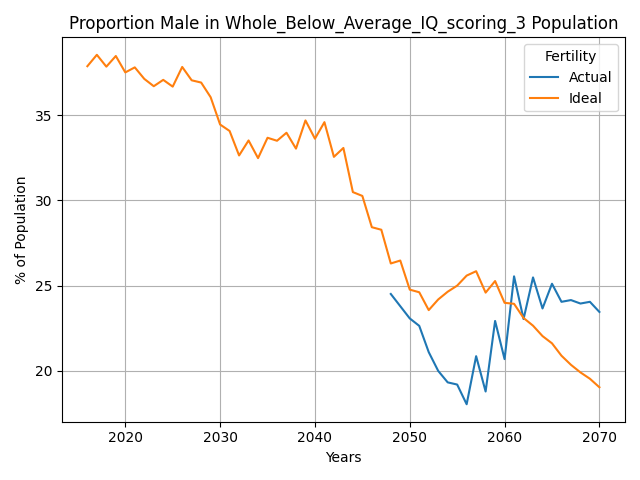 Proportion Male in Whole_Below_Average_IQ_scoring_3 Population
Fertility
Actual
Ideal
% of Population
35
30
25
20
2020 2030 2040 2050 2060 2070
Years